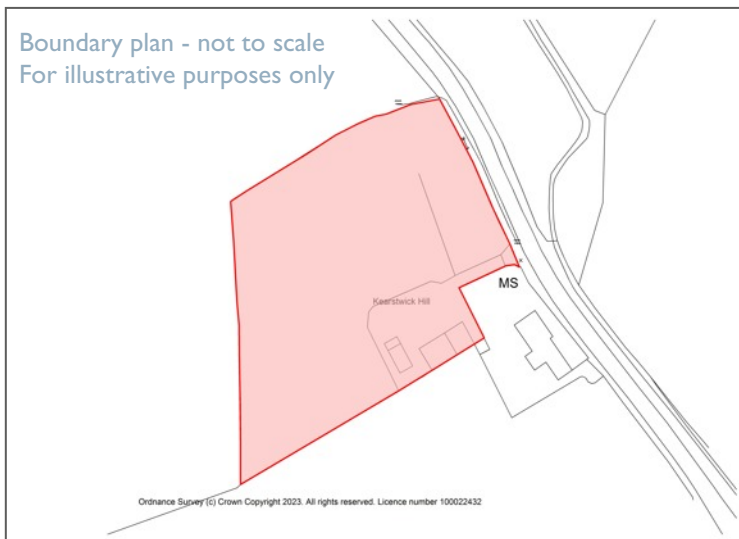 Boundary plan - not to scale
For illustrative purposes only
MS
Kearstwick Hill
Ordnance Survey (c) Crown Copyright 2023. All rights reserved. Licence number 100022432